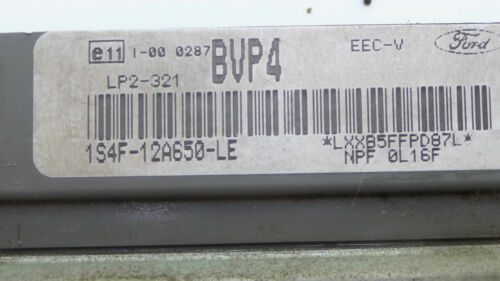 e11 1-00 0287 BVP4 EEC-V Ford
LP2-321
1S4F-12A650-LE *LXXB5FFPD87L*
NPF 0L16F